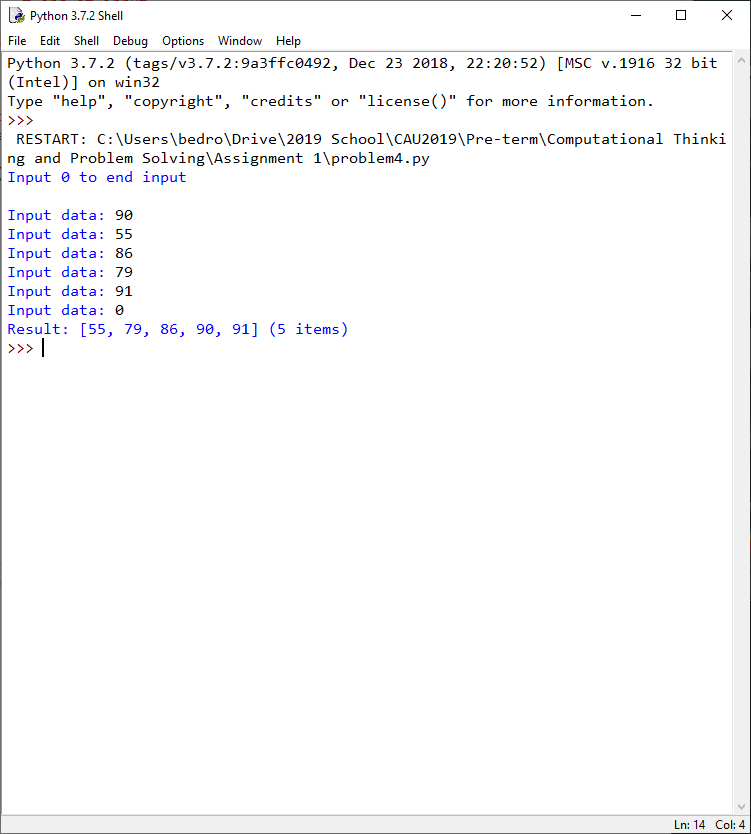 Python 3.7.2 Shell
File Edit Shell Debug Options Window Help
Python 3.7.2 (tags/v3.7.2:9a3ffc0492, Dec 23 2018, 22:20:52) [MSC v.1916 32 bit
(Intel)] on win32
Type "help", "copyright", "credits" or "license()" for more information.
>>>
RESTART: C:\Users\bedro\Drive\2019 School\CAU2019\Pre-term\Computational Thinki
ng and Problem Solving\Assignment 1\problem4.py
Input 0 to end input
Input data: 90
Input data: 55
Input data: 86
Input data: 79
Input data: 91
Input data: 0
Result: [55, 79, 86, 90, 91] (5 items)
>>>
Ln: 14 Col: 4